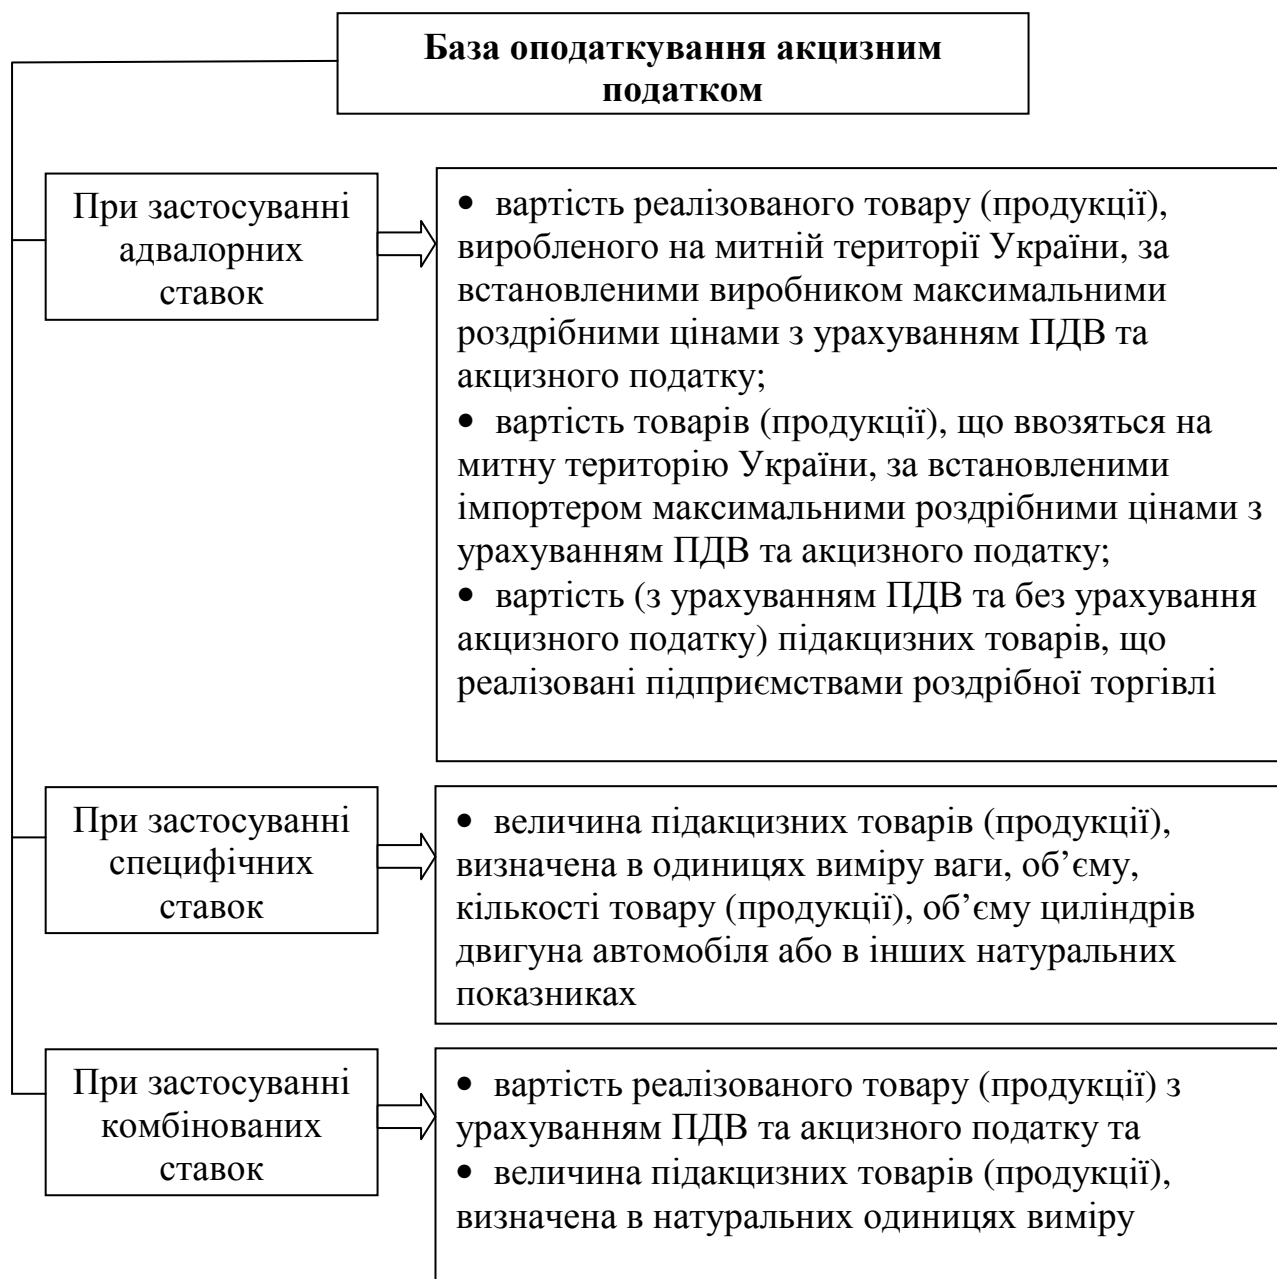 База оподаткування акцизним
податком
При застосуванні
адвалорних
ставок
• вартість реалізованого товару (продукції),
виробленого на митній території України, за
встановленими виробником максимальними
роздрібними цінами з урахуванням ПДВ та
акцизного податку;
• вартість товарів (продукції), що ввозяться на
митну територію України, за встановленими
імпортером максимальними роздрібними цінами з
урахуванням ПДВ та акцизного податку;
• вартість (з урахуванням ПДВ та без урахування
акцизного податку) підакцизних товарів, що
реалізовані підприємствами роздрібної торгівлі
При застосуванні
специфічних
ставок
• величина підакцизних товарів (продукції),
визначена в одиницях виміру ваги, об’єму,
кількості товару (продукції), об’єму циліндрів
двигуна автомобіля або в інших натуральних
показниках
При застосуванні
комбінованих
ставок
• вартість реалізованого товару (продукції) з
урахуванням ПДВ та акцизного податку та
• величина підакцизних товарів (продукції),
визначена в натуральних одиницях виміру